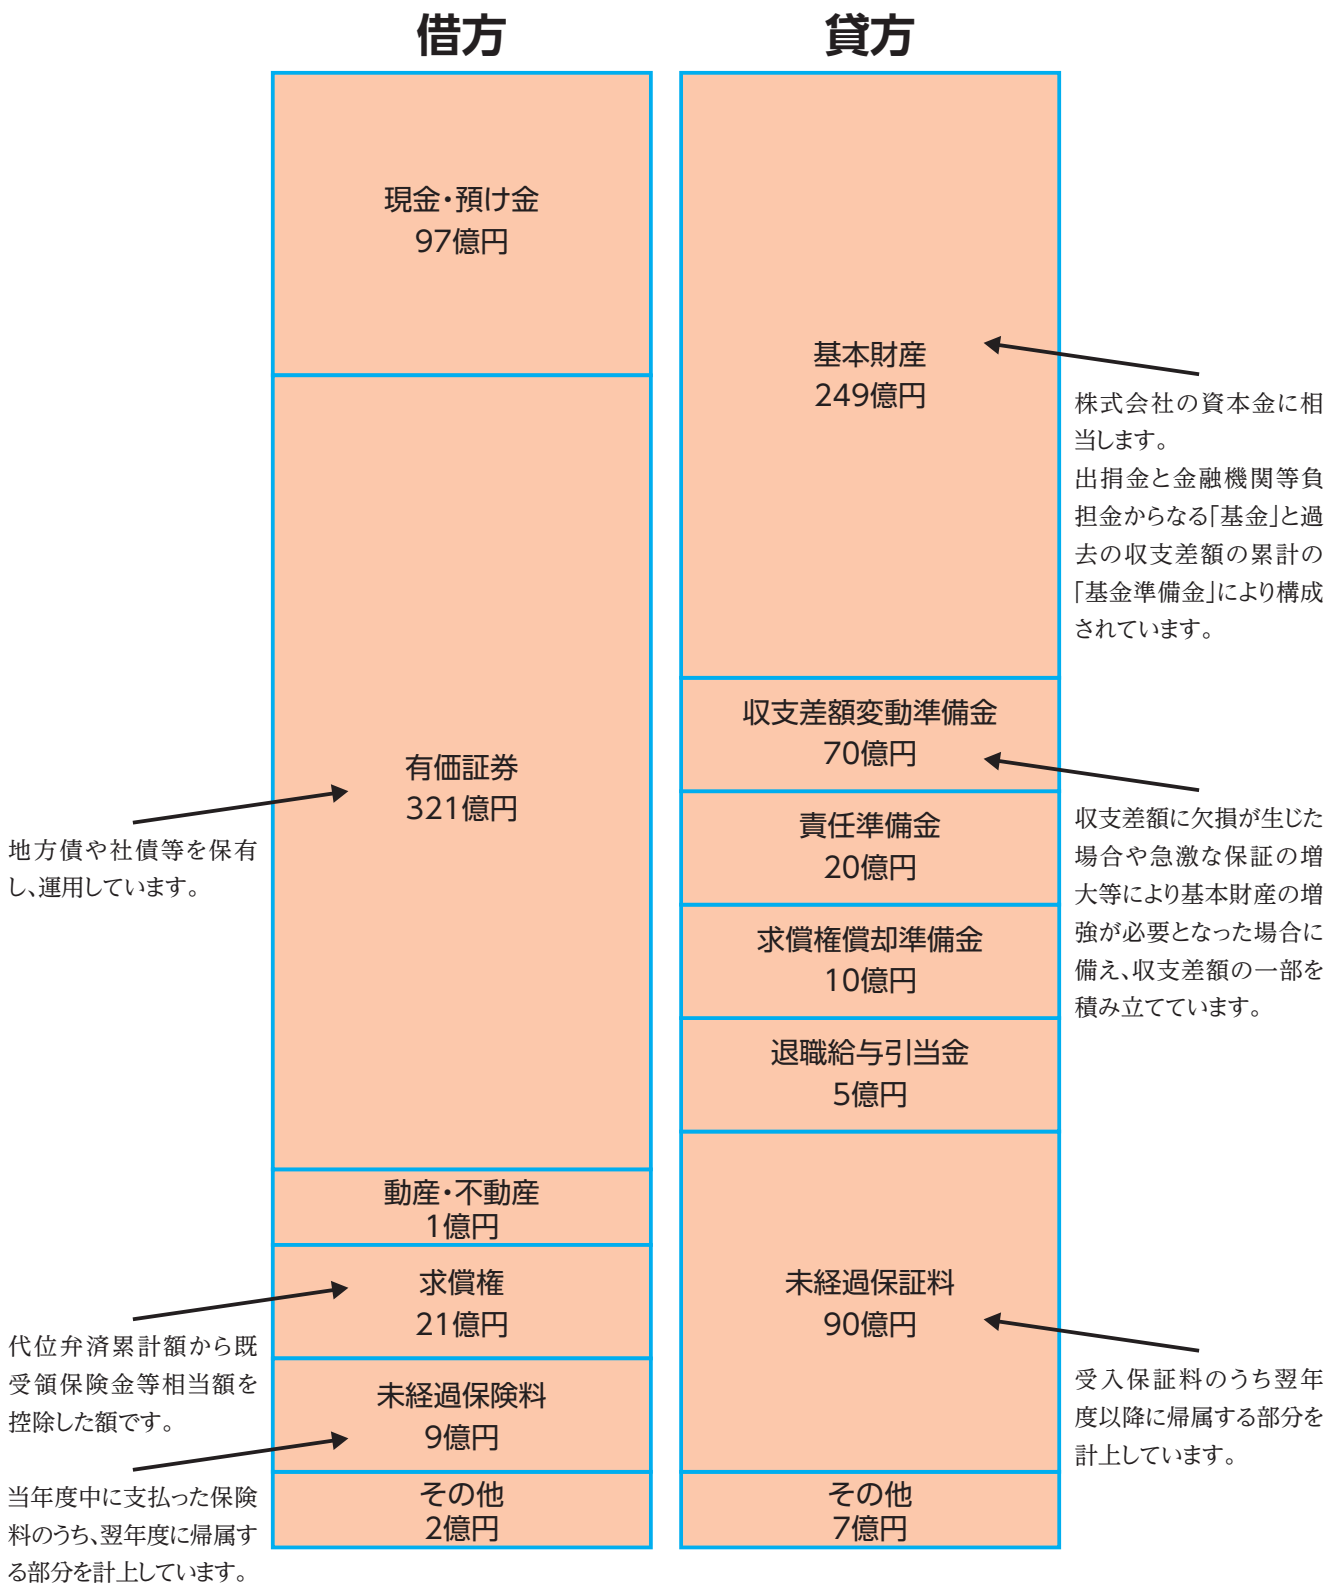 借方
現金・預け金
97億円
有価証券
321億円
地方債や社債等を保有
し、運用しています。
動産・不動産
1億円
求償権
21億円
代位弁済累計額から既
受領保険金等相当額を
控除した額です。
未経過保険料
9億円
当年度中に支払った保険
料のうち、翌年度に帰属す
る部分を計上しています。
その他
2億円
貸方
基本財産
249億円
株式会社の資本金に相
当します。
出捐金と金融機関等負
担金からなる「基金」と過
去の収支差額の累計の
「基金準備金」により構成
されています。
収支差額変動準備金
70億円
収支差額に欠損が生じた
場合や急激な保証の増
大等により基本財産の増
強が必要となった場合に
備え、収支差額の一部を
積み立てています。
責任準備金
20億円
求償権償却準備金
10億円
退職給与引当金
5億円
未経過保証料
90億円
受入保証料のうち翌年
度以降に帰属する部分を
計上しています。
その他
7億円